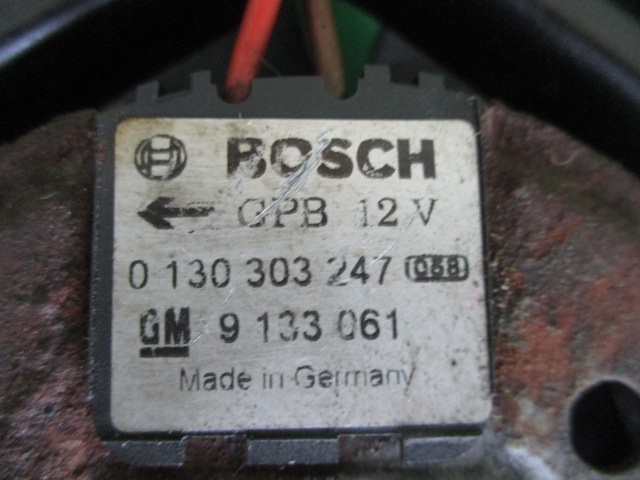 BOSCH
GPB 12 V
0 130 303 247 058
GM 9 133 061
Made in Germany